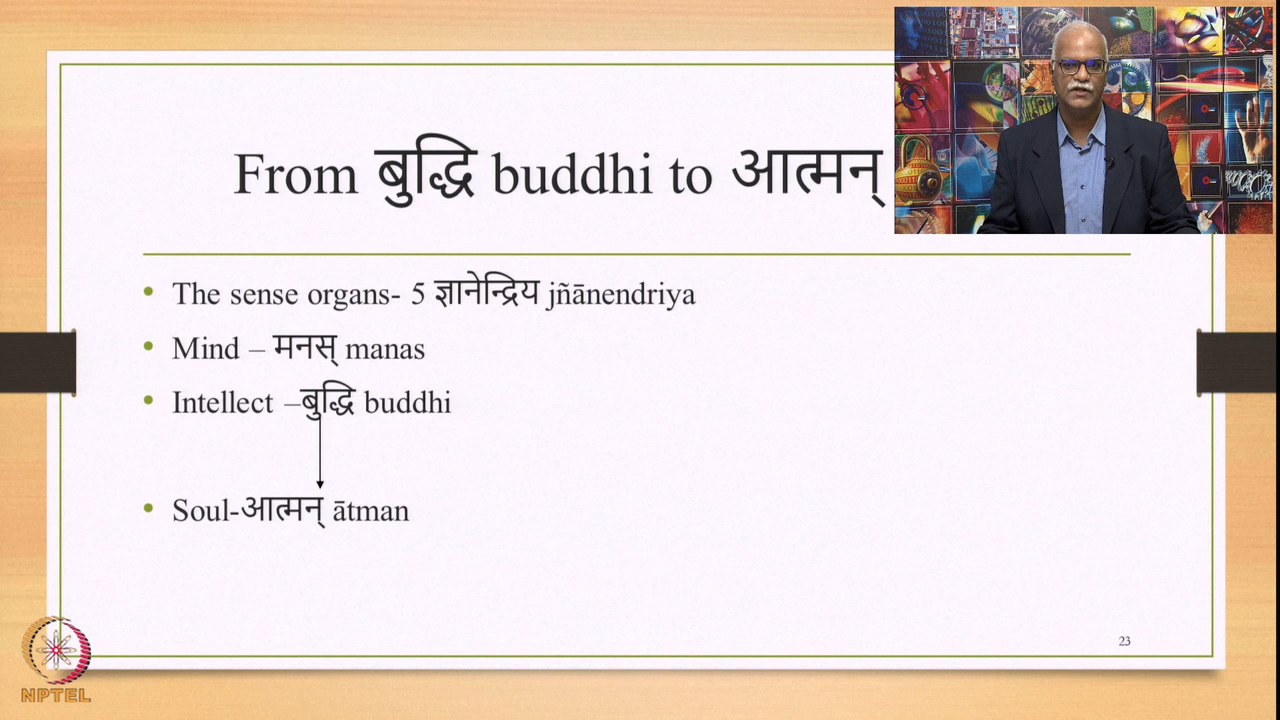 From बुद्धि buddhi to आत्मन्
The sense organs- 5 ज्ञानेन्द्रिय jñānendriya
Mind – मनस् manas
Intellect –बुद्धि buddhi
Soul-आत्मन् ātman
23
NPTEL